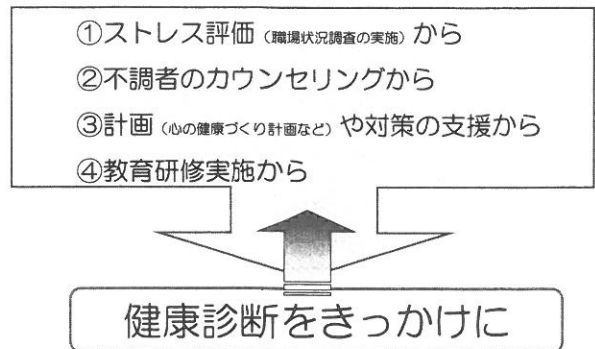 ①ストレス評価（職場状況調査の実施）から
②不調者のカウンセリングから
③計画（心の健康づくり計画など）や対策の支援から
④教育研修実施から
健康診断をきっかけに